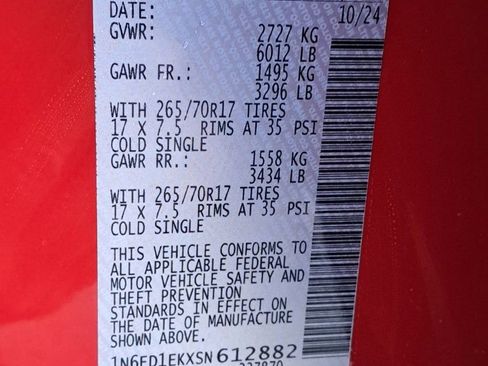 DATE: 10/24
GVWR: 2727 KG
6012 LB
GAWR FR.: 1495 KG
3296 LB
WITH 265/70R17 TIRES
17 X 7.5 RIMS AT 35 PSI
COLD SINGLE
GAWR RR.: 1558 KG
3434 LB
WITH 265/70R17 TIRES
17 X 7.5 RIMS AT 35 PSI
COLD SINGLE
THIS VEHICLE CONFORMS TO
ALL APPLICABLE FEDERAL
MOTOR VEHICLE SAFETY AND
THEFT PREVENTION
STANDARDS IN EFFECT ON
THE DATE OF MANUFACTURE
SHOWN ABOVE.
1N6ED1EKXSN612882